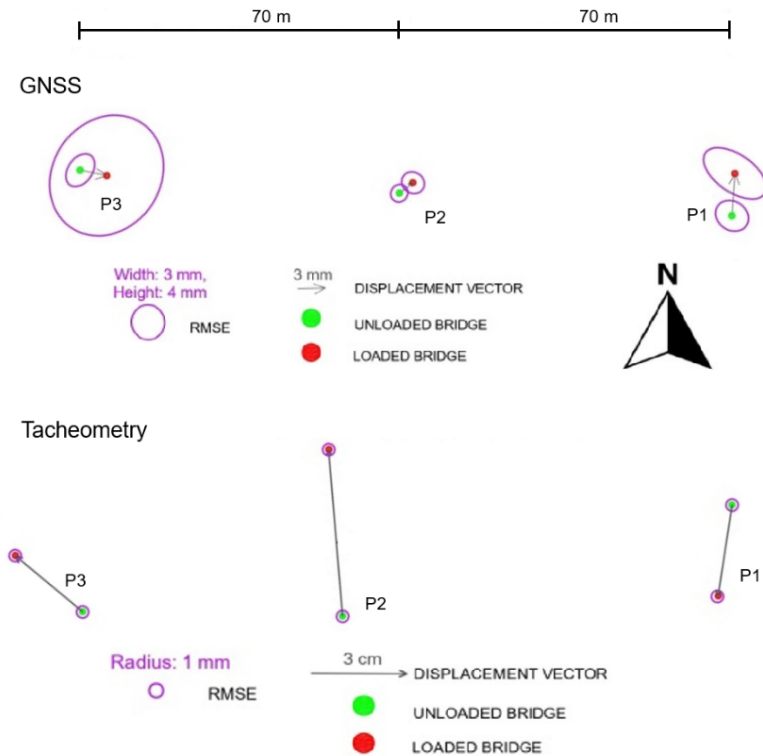 70 m 70 m
GNSS
P3
P2
P1
Width: 3 mm,
Height: 4 mm
RMSE
3 mm
DISPLACEMENT VECTOR
UNLOADED BRIDGE
LOADED BRIDGE
N
Tacheometry
P3
P2
P1
Radius: 1 mm
RMSE
3 cm
DISPLACEMENT VECTOR
UNLOADED BRIDGE
LOADED BRIDGE